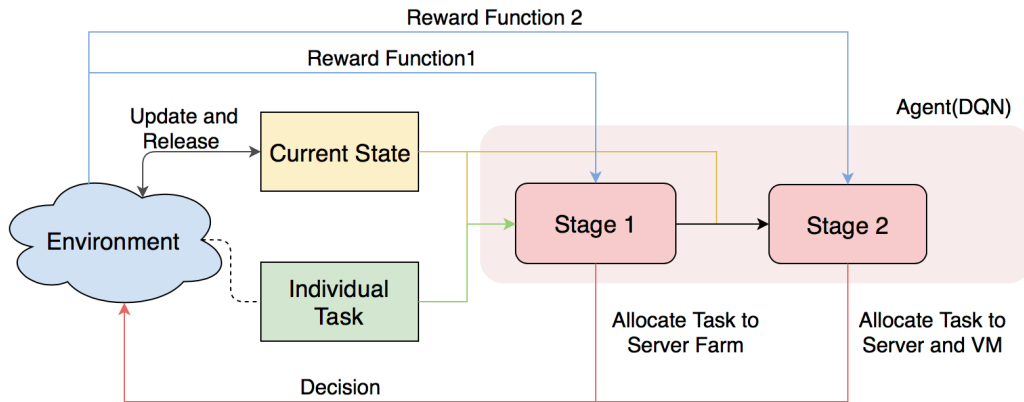 Reward Function 2
Reward Function1
Update and
Release
Agent(DQN)
Current State
Stage 1
Stage 2
Environment
Individual
Task
Allocate Task to
Server Farm
Allocate Task to
Server and VM
Decision